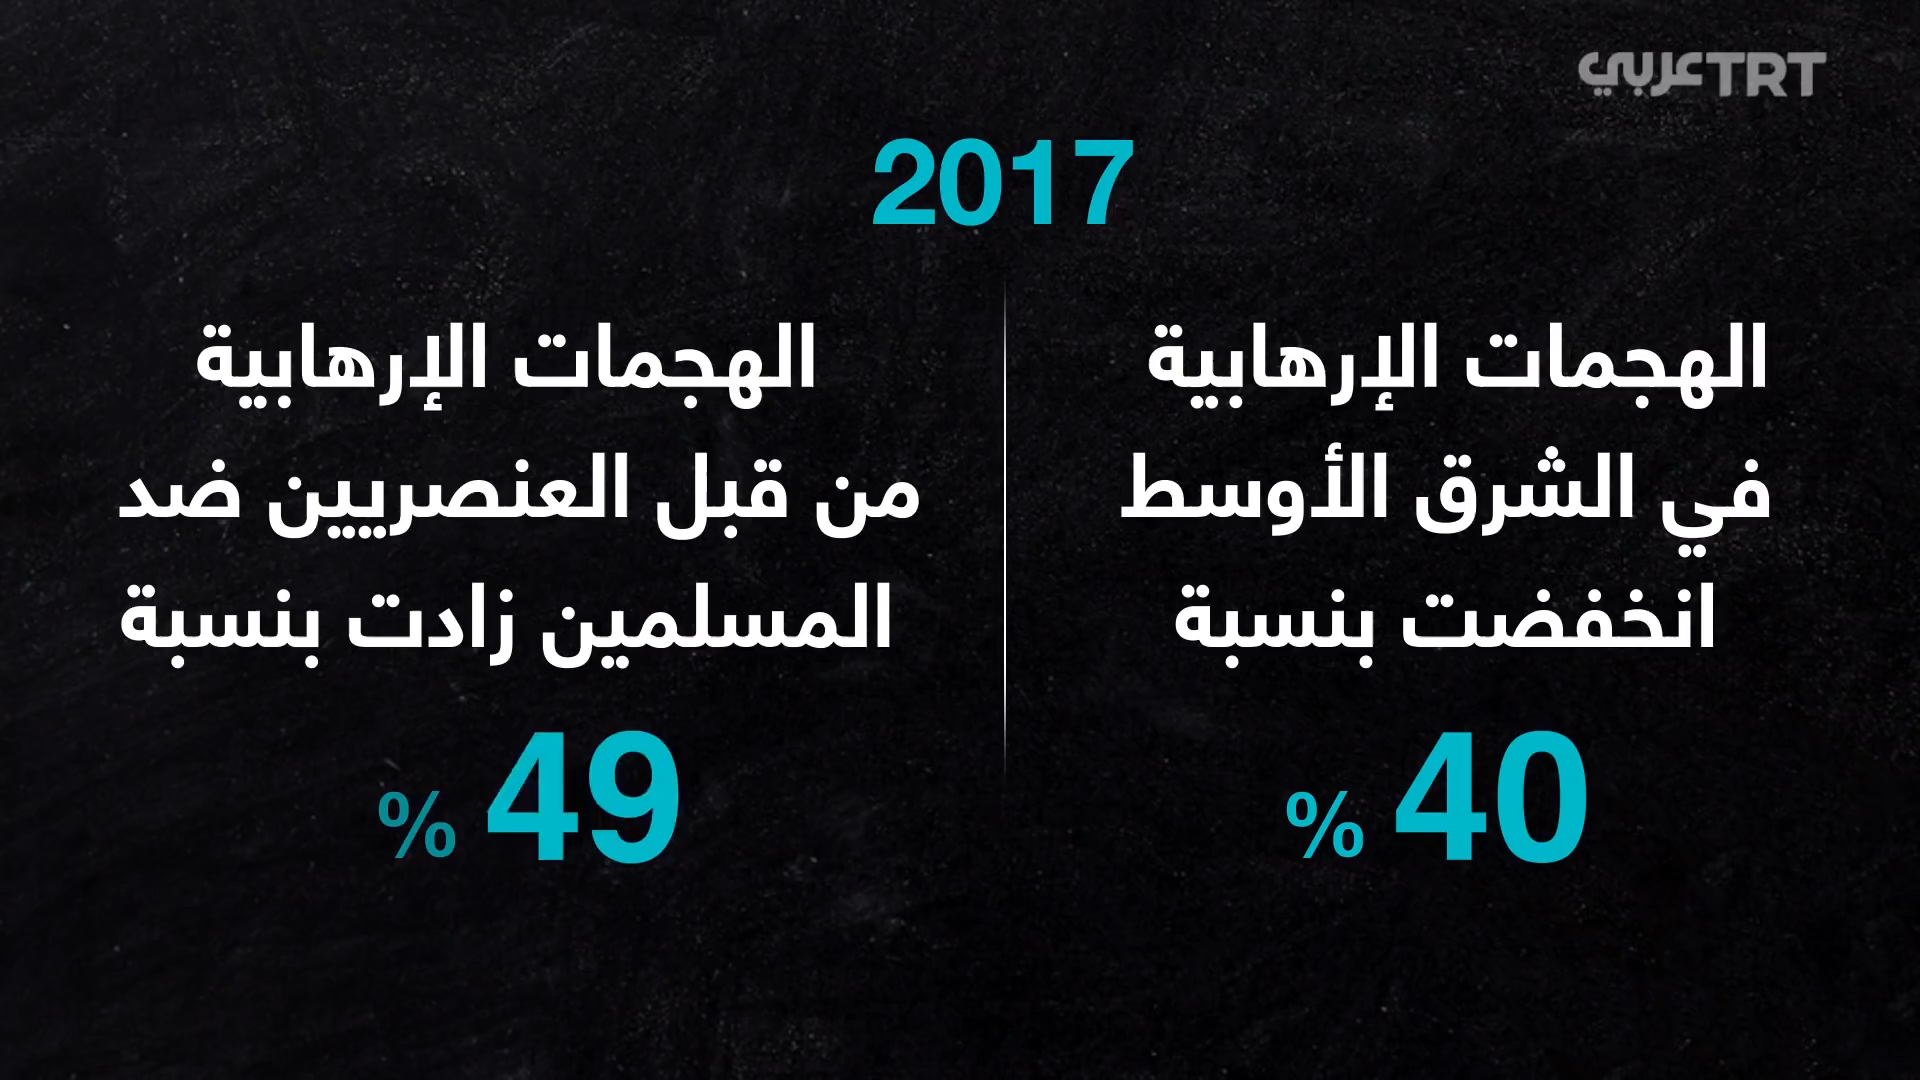 TRT عربي
2017
الهجمات الإرهابية
في الشرق الأوسط
انخفضت بنسبة
40 %
الهجمات الإرهابية
من قبل العنصريين ضد
المسلمين زادت بنسبة
49 %